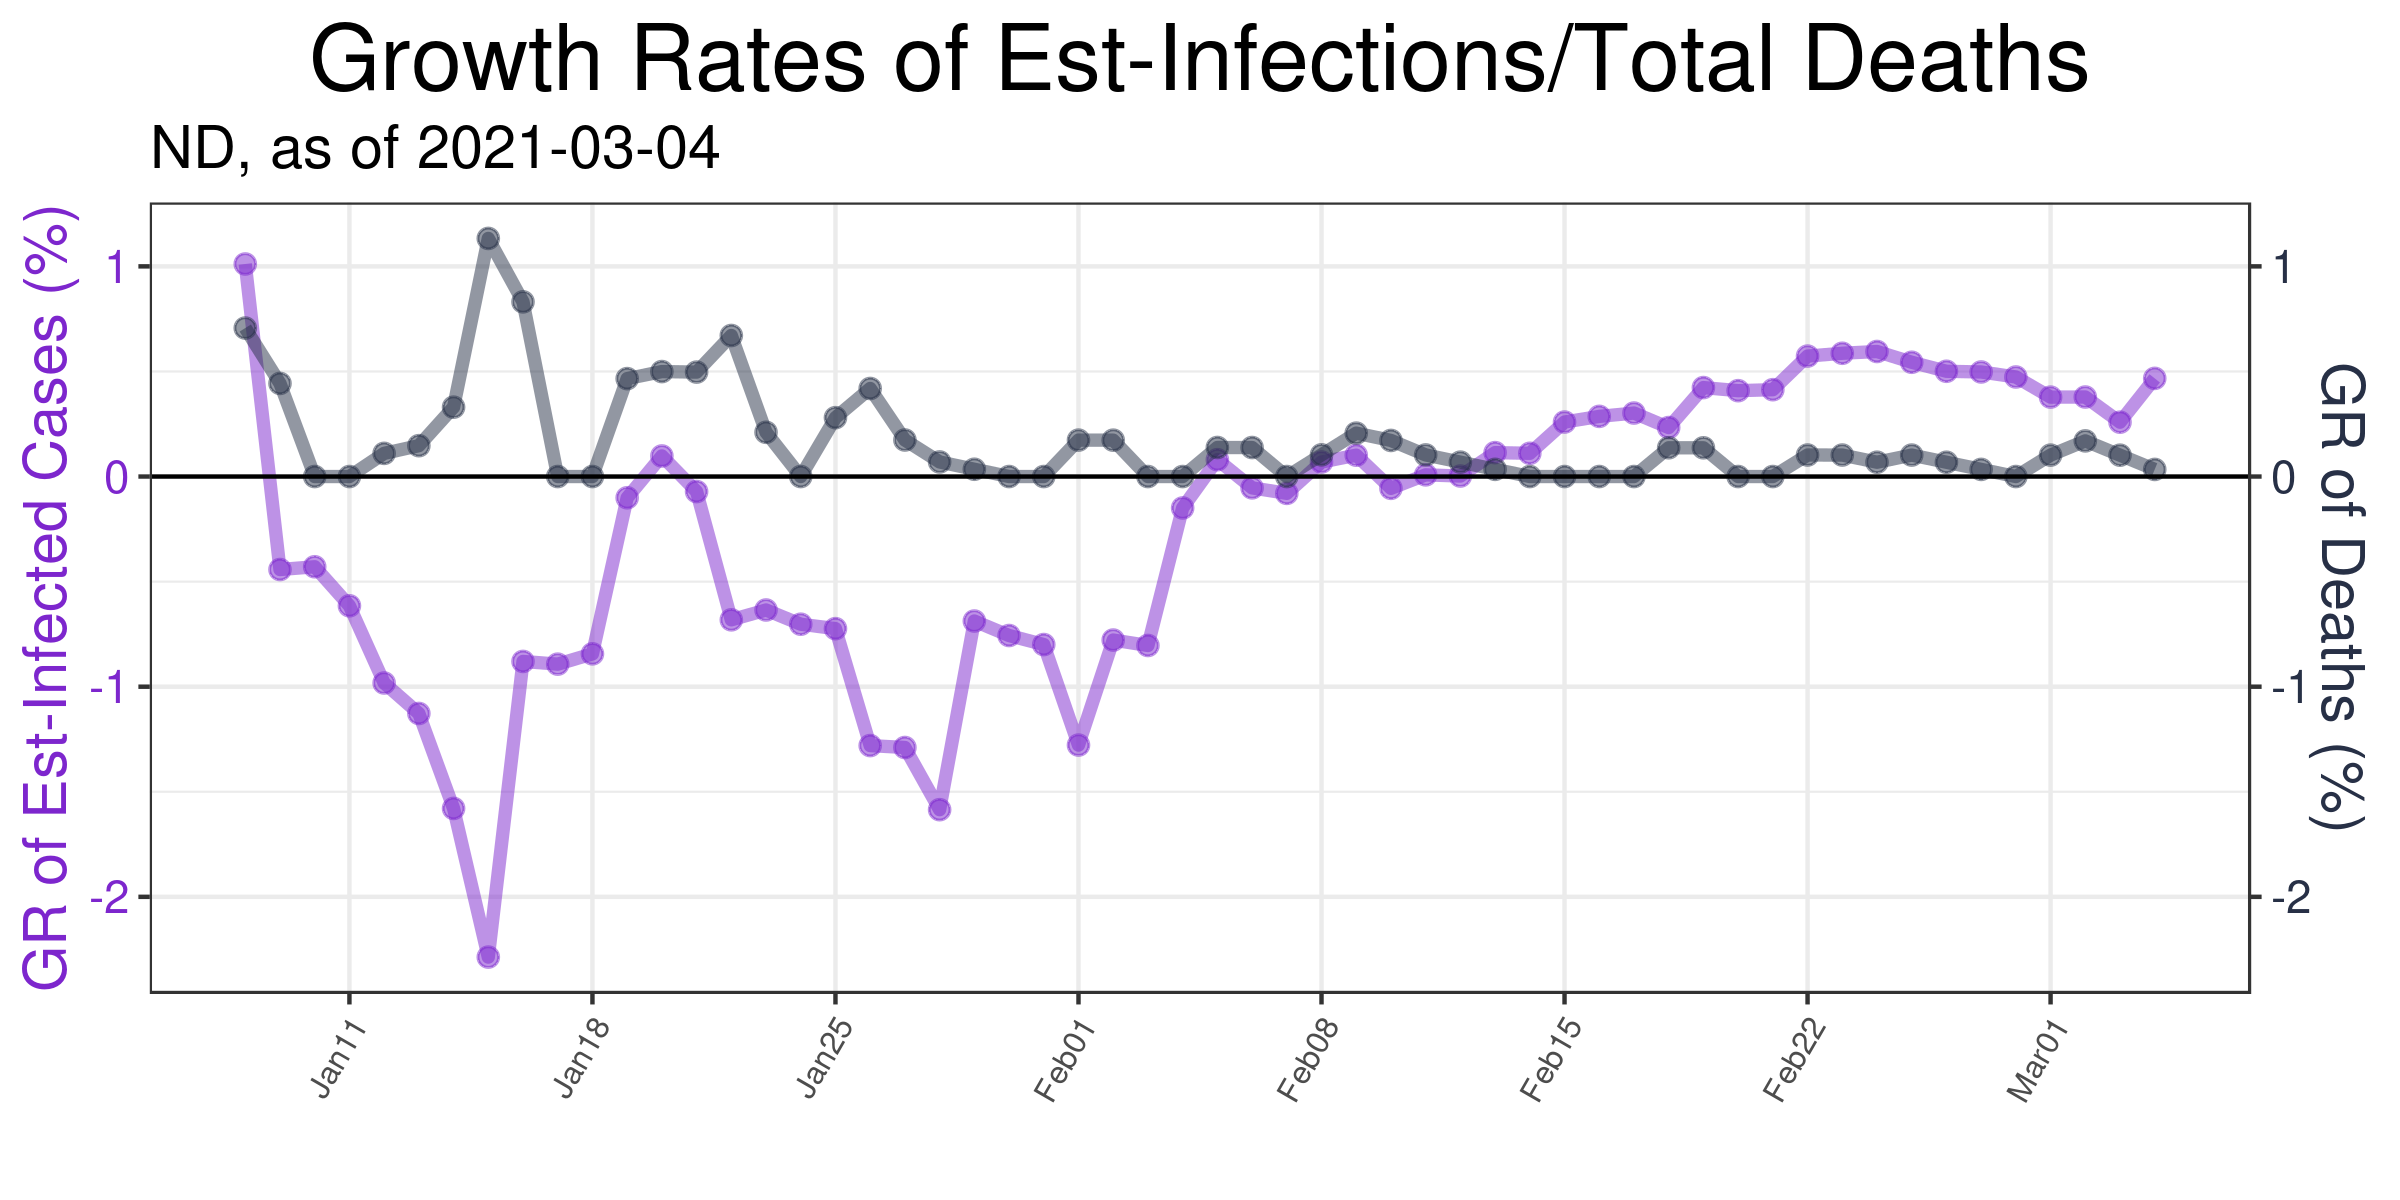 Growth Rates of Est-Infections/Total Deaths
ND, as of 2021-03-04
GR of Est-Infected Cases (%)
1
0
-1
-2
1
0
-1
-2
GR of Deaths (%)
Jan11
Jan18
Jan25
Feb01
Feb08
Feb15
Feb22
Mar01